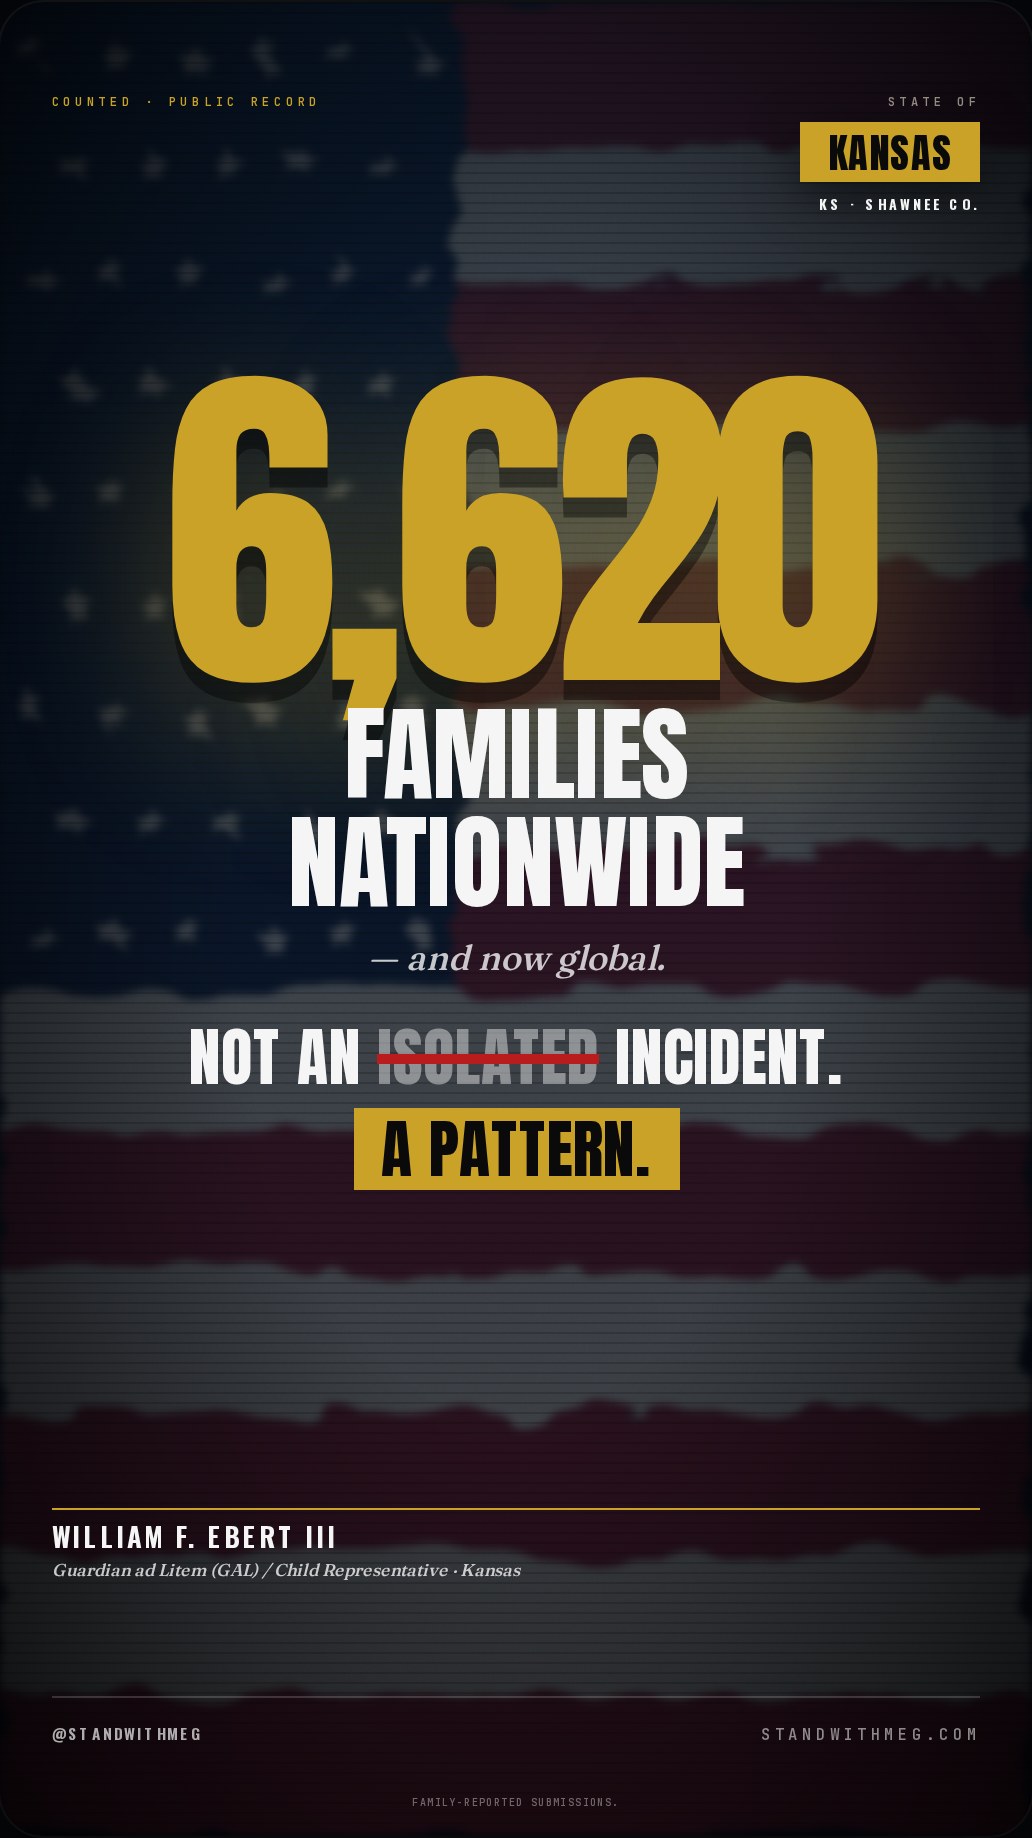 COUNTED · PUBLIC RECORD
STATE OF
KANSAS
KS · SHAWNEE CO.
6,620
FAMILIES
NATIONWIDE
— and now global.
NOT AN ISOLATED INCIDENT.
A PATTERN.
WILLIAM F. EBERT III
Guardian ad Litem (GAL) / Child Representative · Kansas
@STANDWITHMEG
STANDWITHMEG.COM
FAMILY-REPORTED SUBMISSIONS.